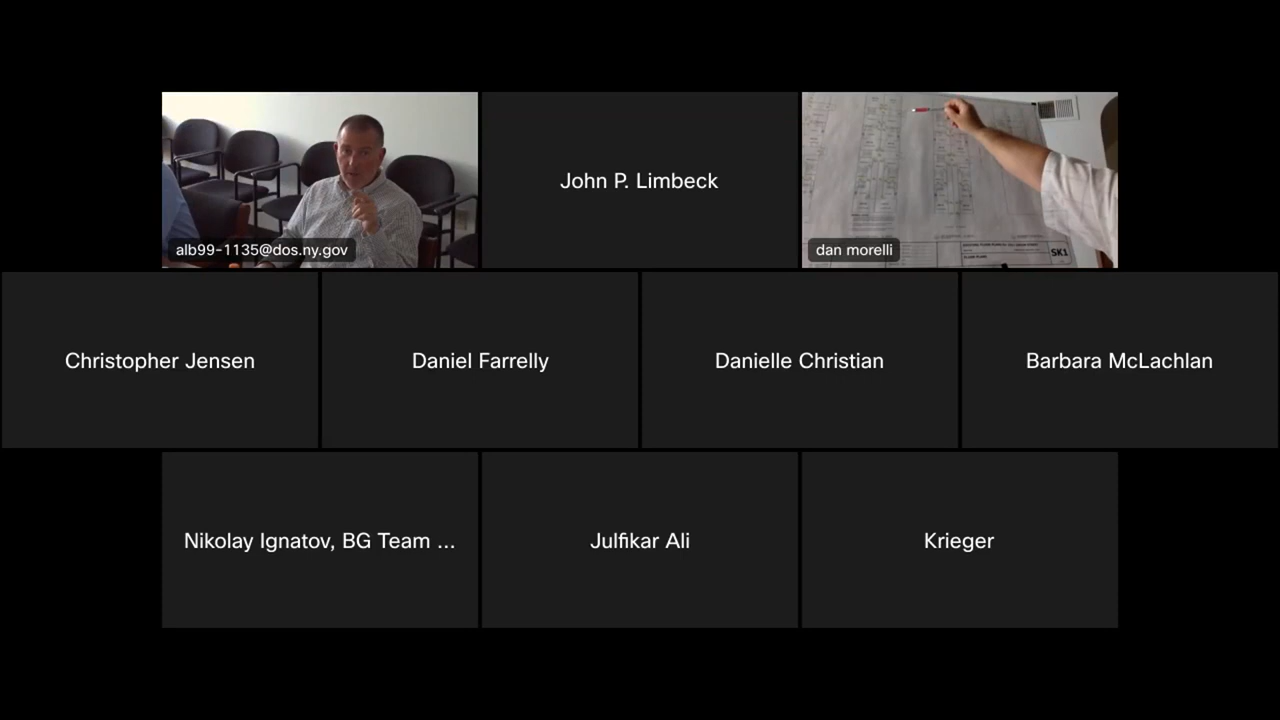 John P. Limbeck
alb99-1135@dos.ny.gov
dan morelli
SK1
Christopher Jensen
Daniel Farrelly
Danielle Christian
Barbara McLachlan
Nikolay Ignatov, BG Team ...
Julfikar Ali
Krieger